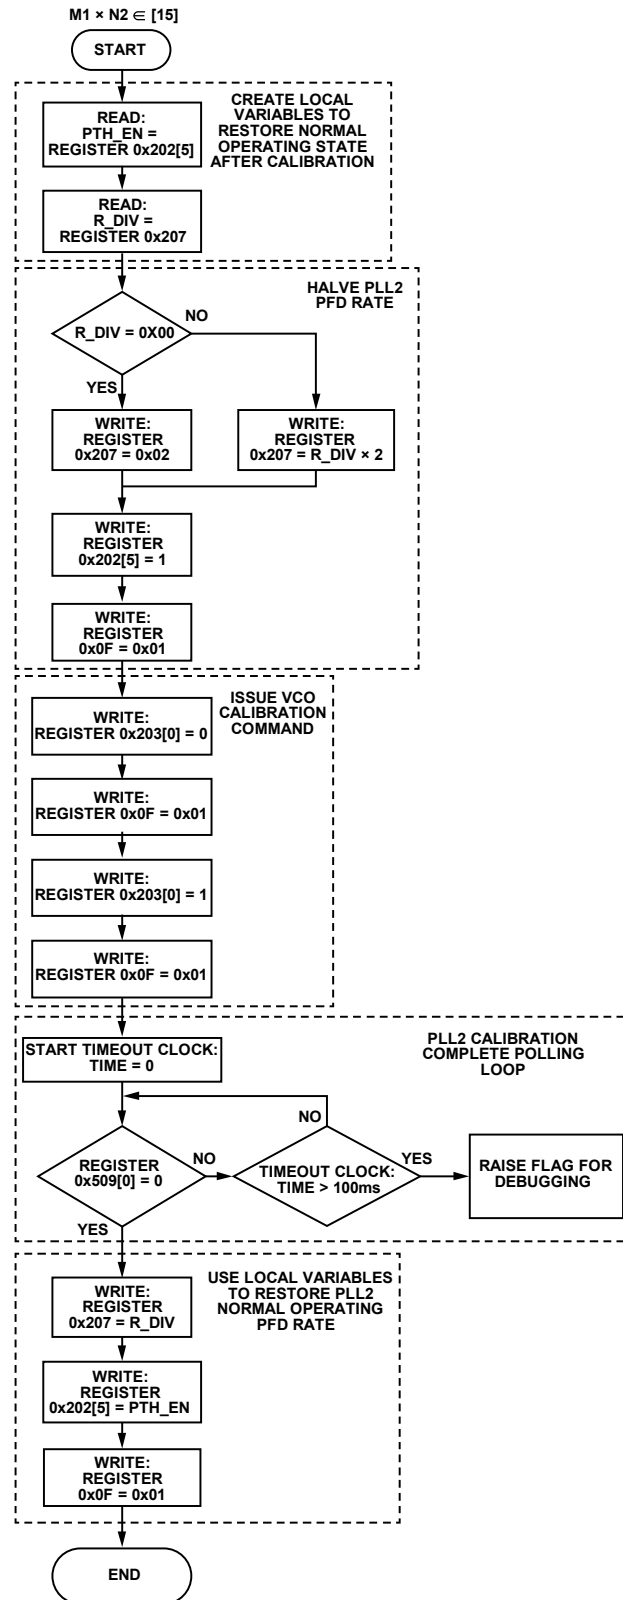 M1 × N2 ∈ [15]
START
CREATE LOCAL
VARIABLES TO
RESTORE NORMAL
OPERATING STATE
AFTER CALIBRATION
READ:
PTH_EN =
REGISTER 0x202[5]
READ:
R_DIV =
REGISTER 0x207
HALVE PLL2
PFD RATE
R_DIV = 0X00
NO
YES
WRITE:
REGISTER
0x207 = 0x02
WRITE:
REGISTER
0x207 = R_DIV × 2
WRITE:
REGISTER
0x202[5] = 1
WRITE:
REGISTER
0x0F = 0x01
ISSUE VCO
CALIBRATION
COMMAND
WRITE:
REGISTER 0x203[0] = 0
WRITE:
REGISTER 0x0F = 0x01
WRITE:
REGISTER 0x203[0] = 1
WRITE:
REGISTER 0x0F = 0x01
PLL2 CALIBRATION
COMPLETE POLLING
LOOP
START TIMEOUT CLOCK:
TIME = 0
NO
REGISTER
0x509[0] = 0
NO
TIMEOUT CLOCK:
TIME > 100ms
YES
RAISE FLAG FOR
DEBUGGING
YES
USE LOCAL VARIABLES
TO RESTORE PLL2
NORMAL OPERATING
PFD RATE
WRITE:
REGISTER
0x207 = R_DIV
WRITE:
REGISTER
0x202[5] = PTH_EN
WRITE:
REGISTER
0x0F = 0x01
END